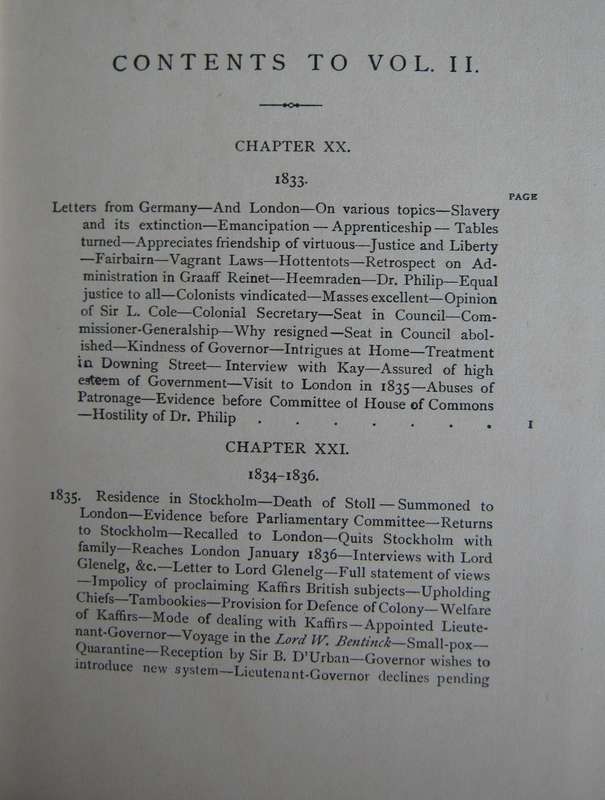 CONTENTS TO VOL. II.
CHAPTER XX.
1833.
PAGE
Letters from Germany—And London—On various topics—Slavery
and its extinction—Emancipation—Apprenticeship—Tables
turned—Appreciates friendship of virtuous—Justice and Liberty
—Fairbairn—Vagrant Laws—Hottentots—Retrospect on Ad-
ministration in Graaff Reinet—Heemraden—Dr. Philip—Equal
justice to all—Colonists vindicated—Masses excellent—Opinion
of Sir L. Cole—Colonial Secretary—Seat in Council—Com-
missioner-Generalship—Why resigned—Seat in Council abol-
ished—Kindness of Governor—Intrigues at Home—Treatment
in Downing Street—Interview with Kay—Assured of high
esteem of Government—Visit to London in 1835—Abuses of
Patronage—Evidence before Committee of House of Commons
—Hostility of Dr. Philip . . . . . . . 1
CHAPTER XXI.
1834-1836.
1835. Residence in Stockholm—Death of Stoll—Summoned to
London—Evidence before Parliamentary Committee—Returns
to Stockholm—Recalled to London—Quits Stockholm with
family—Reaches London January 1836—Interviews with Lord
Glenelg, &c.—Letter to Lord Glenelg—Full statement of views
—Impolicy of proclaiming Kaffirs British subjects—Upholding
Chiefs—Tambookies—Provision for Defence of Colony—Welfare
of Kaffirs—Mode of dealing with Kaffirs—Appointed Lieute-
nant-Governor—Voyage in the Lord W. Bentinck—Small-pox—
Quarantine—Reception by Sir B. D'Urban—Governor wishes to
introduce new system—Lieutenant-Governor declines pending